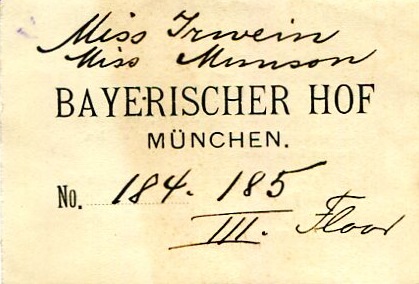 Miss Irwein
Miss Munson
BAYERISCHER HOF
MÜNCHEN.
No. 184. 185
III. Floor